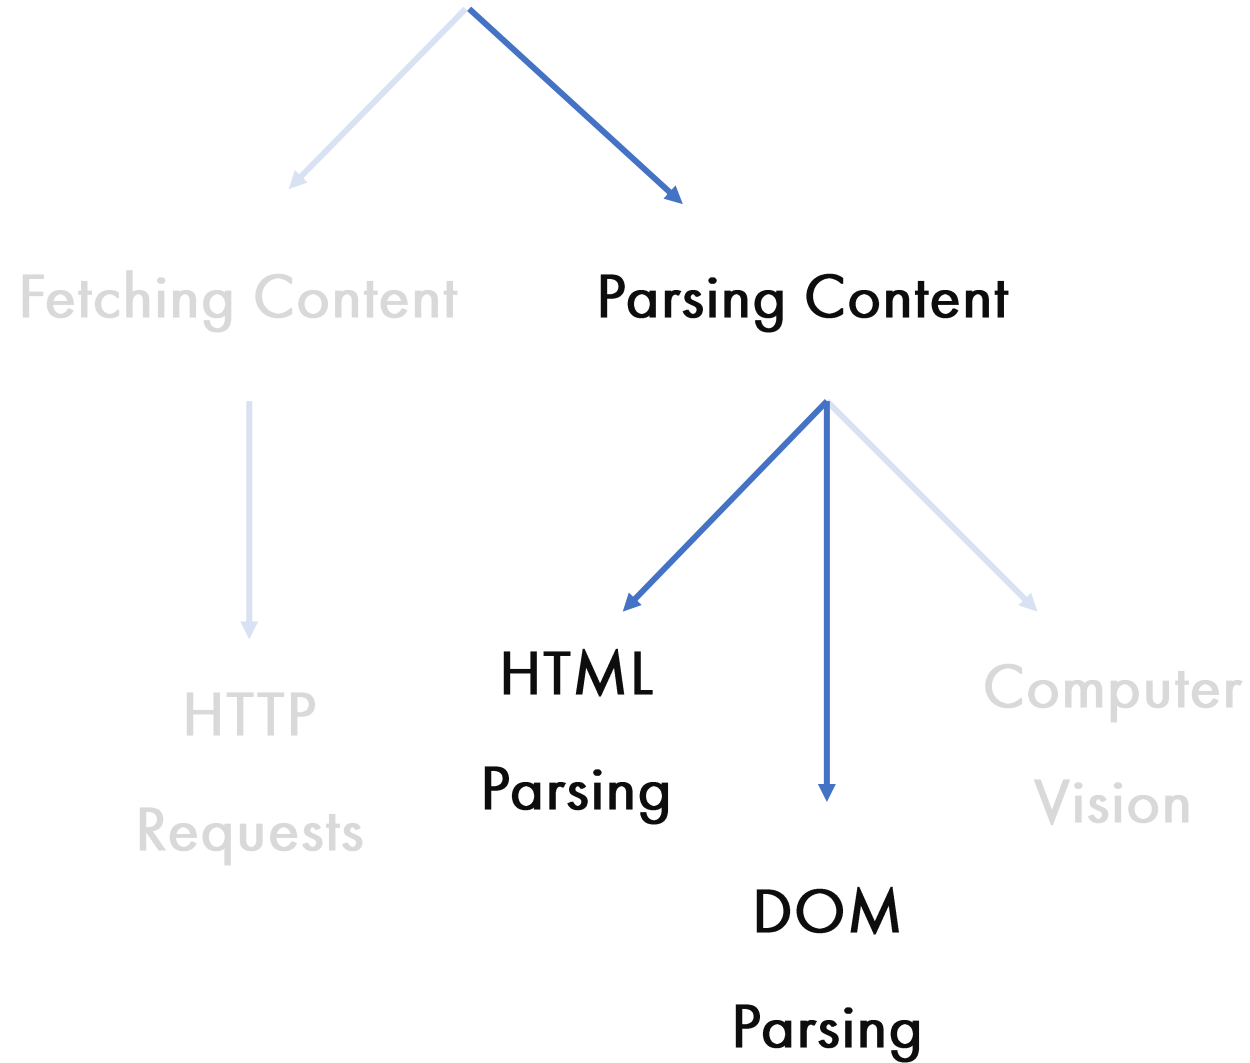 Fetching Content
Parsing Content
HTTP
Requests
HTML
Parsing
DOM
Parsing
Computer
Vision